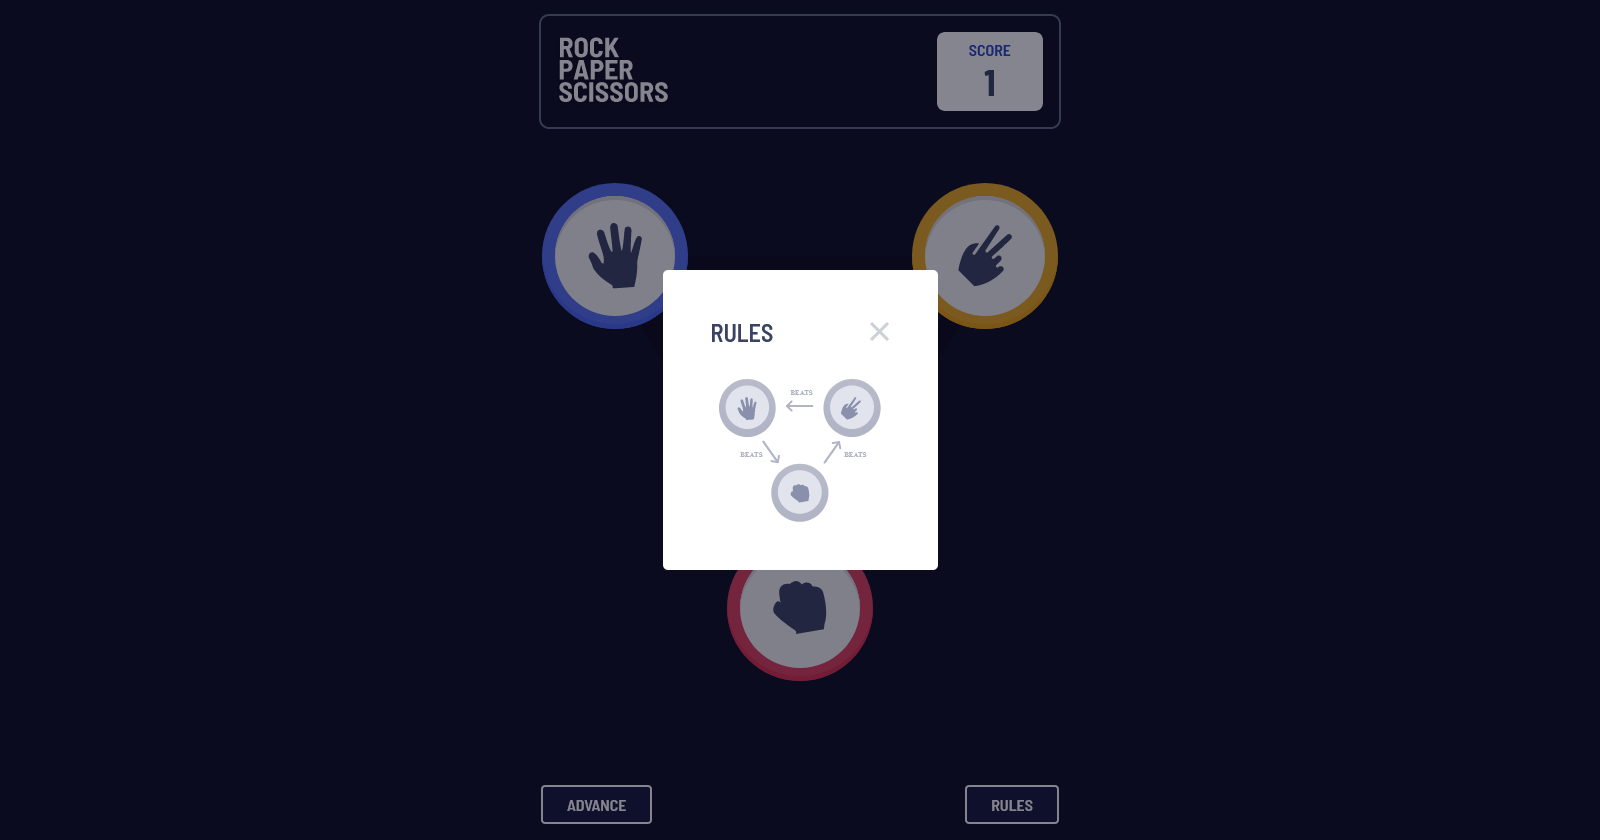 ROCK
PAPER
SCISSORS
SCORE
1
RULES
BEATS
BEATS
BEATS
ADVANCE
RULES